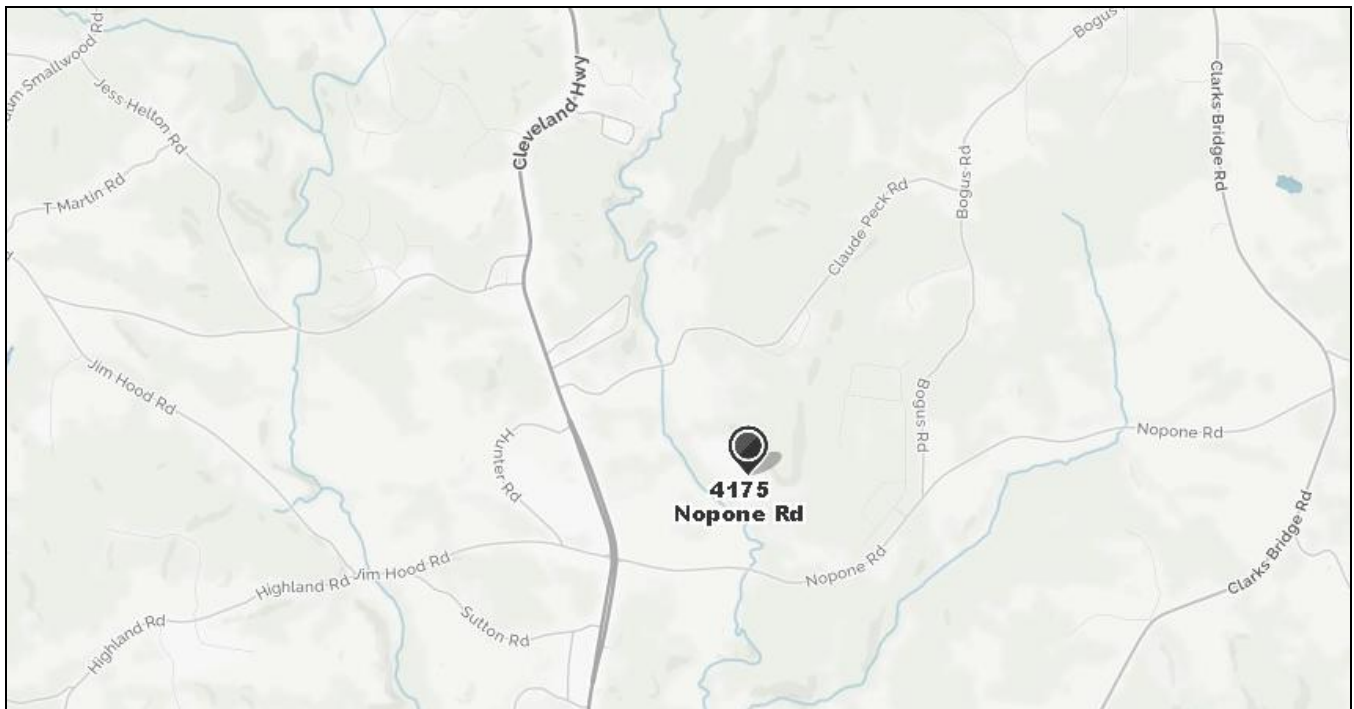 Bogus
um Smallwood Rd
Jess Helton Rd
Cleveland Hwy
Clarks Bridge Rd
T Martin Rd
Bogus Rd
Claude Peck Rd
d
Jim Hood Rd
Bogus Rd
Hunter Rd
Nopone Rd
4175
Nopone Rd
Jim Hood Rd
Nopone Rd
Highland Rd
Clarks Bridge Rd
Sutton Rd
Highland Rd